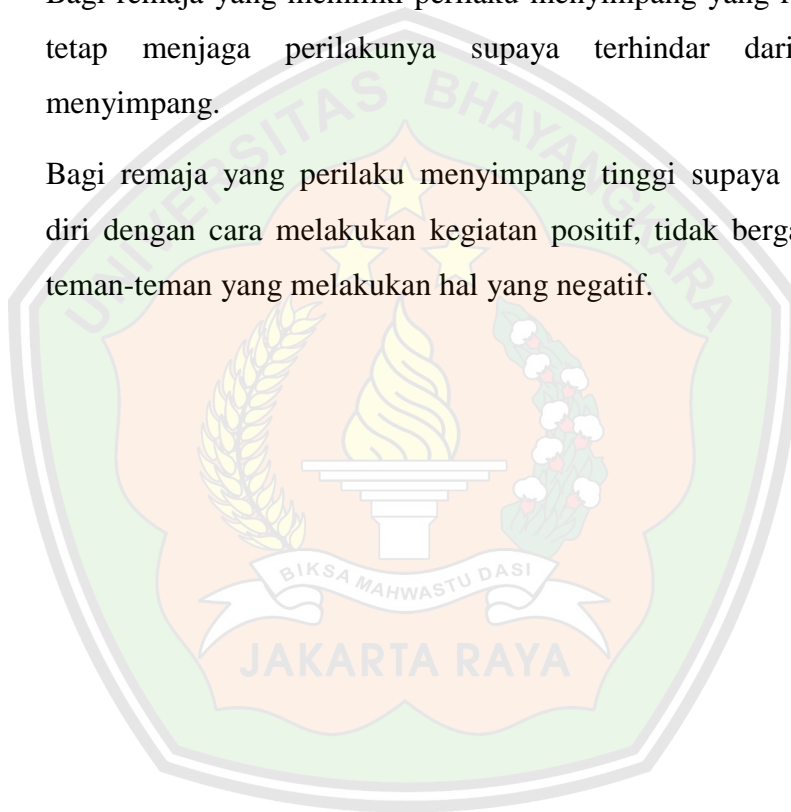 Bagi remaja yang memiliki perilaku menyimpang yang
tetap menjaga perilakunya supaya terhindar dari
menyimpang.
Bagi remaja yang perilaku menyimpang tinggi supaya
diri dengan cara melakukan kegiatan positif, tidak
teman-teman yang melakukan hal yang negatif.
UNIVERSITAS BHAYANGKARA
BIKSA MAHWASTU DASI
JAKARTA RAYA